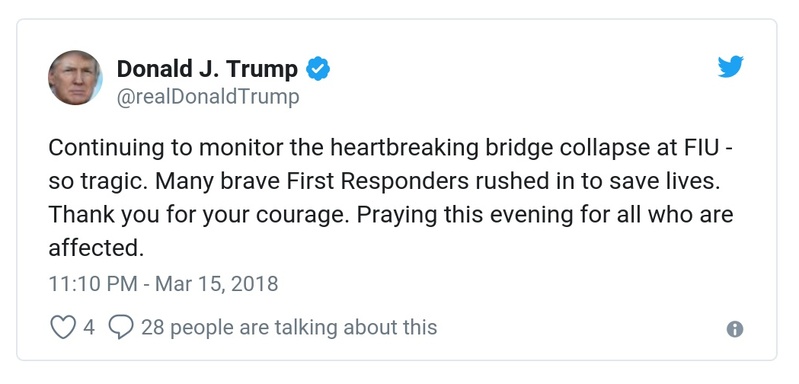 Donald J. Trump
@realDonaldTrump
Continuing to monitor the heartbreaking bridge collapse at FIU -
so tragic. Many brave First Responders rushed in to save lives.
Thank you for your courage. Praying this evening for all who are
affected.
11:10 PM - Mar 15, 2018
4 28 people are talking about this